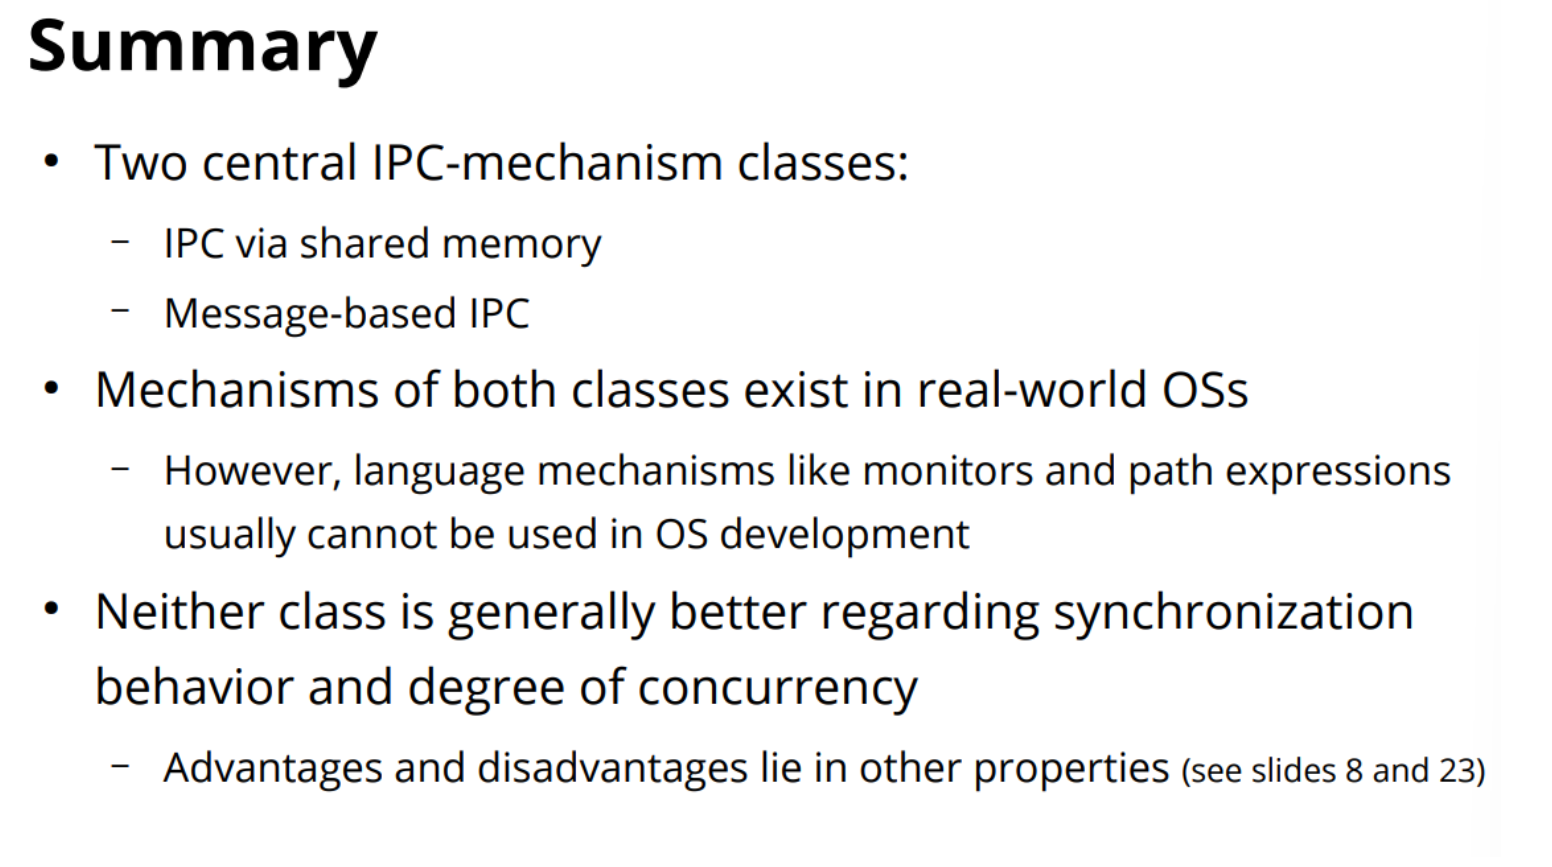 Summary
• Two central IPC-mechanism classes:
– IPC via shared memory
– Message-based IPC
• Mechanisms of both classes exist in real-world OSs
– However, language mechanisms like monitors and path expressions
usually cannot be used in OS development
• Neither class is generally better regarding synchronization
behavior and degree of concurrency
– Advantages and disadvantages lie in other properties (see slides 8 and 23)